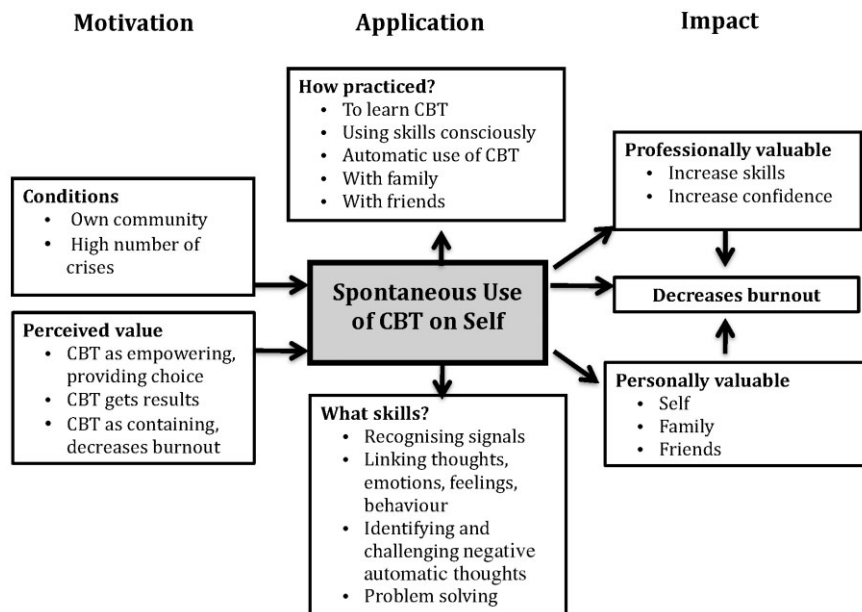 Motivation
Application
Impact
How practiced?
• To learn CBT
• Using skills consciously
• Automatic use of CBT
• With family
• With friends
Conditions
• Own community
• High number of
crises
Perceived value
• CBT as empowering,
providing choice
• CBT gets results
• CBT as containing,
decreases burnout
Spontaneous Use
of CBT on Self
What skills?
• Recognising signals
• Linking thoughts,
emotions, feelings,
behaviour
• Identifying and
challenging negative
automatic thoughts
• Problem solving
Professionally valuable
• Increase skills
• Increase confidence
Decreases burnout
Personally valuable
• Self
• Family
• Friends